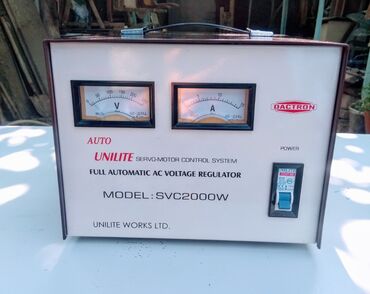 V
A
DACTRON
AUTO
UNILITE SERVO-MOTOR CONTROL SYSTEM
FULL AUTOMATIC AC VOLTAGE REGULATOR
POWER
MODEL:SVC2000W
UNILITE WORKS LTD.